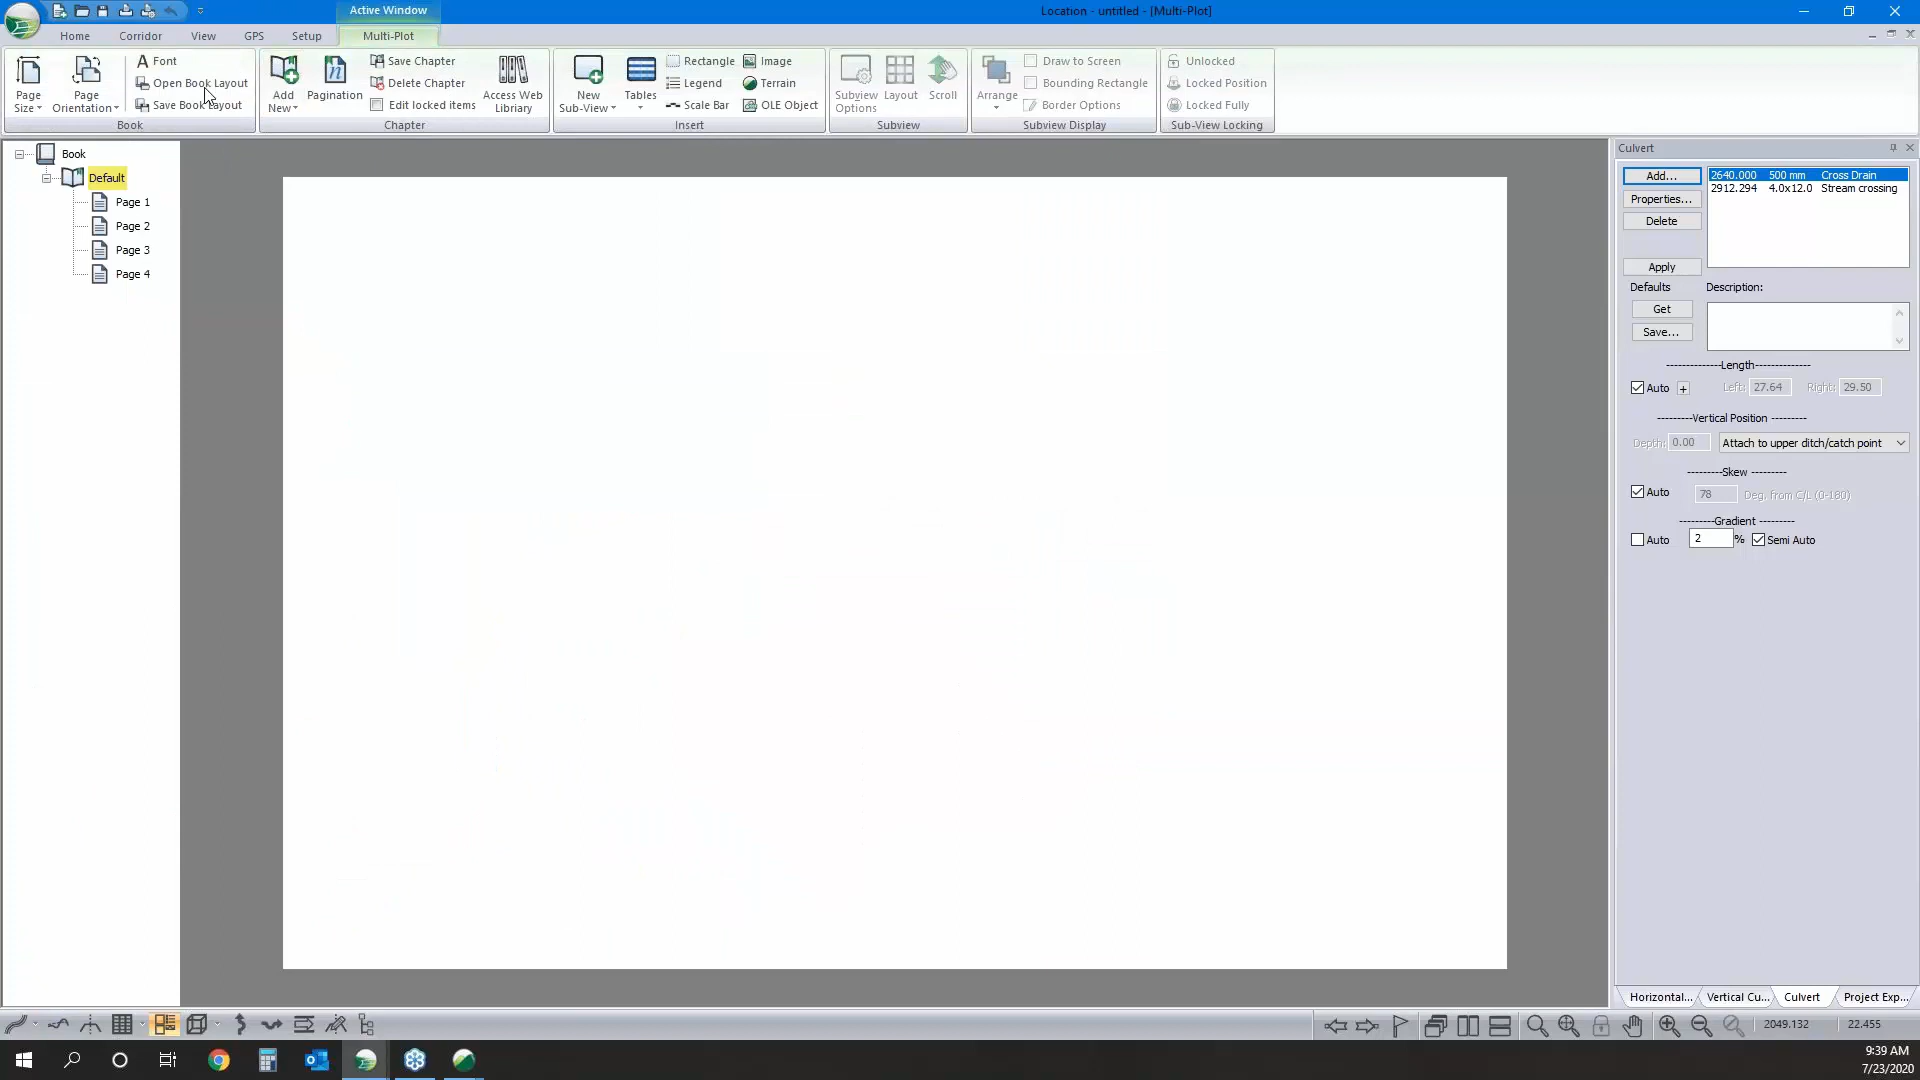 Active Window
Location - untitled - [Multi-Plot]
Home Corridor View GPS Setup Multi-Plot
Page Size
Page Orientation
Font
Open Book Layout
Save Book Layout
Book
Add New
Pagination
Save Chapter
Delete Chapter
Edit locked items
Access Web Library
Chapter
New Sub-View
Tables
Rectangle
Legend
Scale Bar
Image
Terrain
OLE Object
Insert
Subview Options
Layout
Scroll
Subview
Arrange
Draw to Screen
Bounding Rectangle
Border Options
Subview Display
Unlocked
Locked Position
Locked Fully
Sub-View Locking
Book
Default
Page 1
Page 2
Page 3
Page 4
Culvert
Add...
Properties...
Delete
Apply
2640.000 500 mm Cross Drain
2912.294 4.0x12.0 Stream crossing
Defaults
Get
Save...
Description:
--------------Length--------------
Auto + Left: 27.64 Right: 29.50
---------Vertical Position ---------
Depth: 0.00 Attach to upper ditch/catch point
---------Skew ---------
Auto 78 Deg. from C/L (0-180)
---------Gradient ---------
Auto 2 % Semi Auto
Horizontal... Vertical Cu... Culvert Project Exp...
2049.132 22.455
9:39 AM
7/23/2020